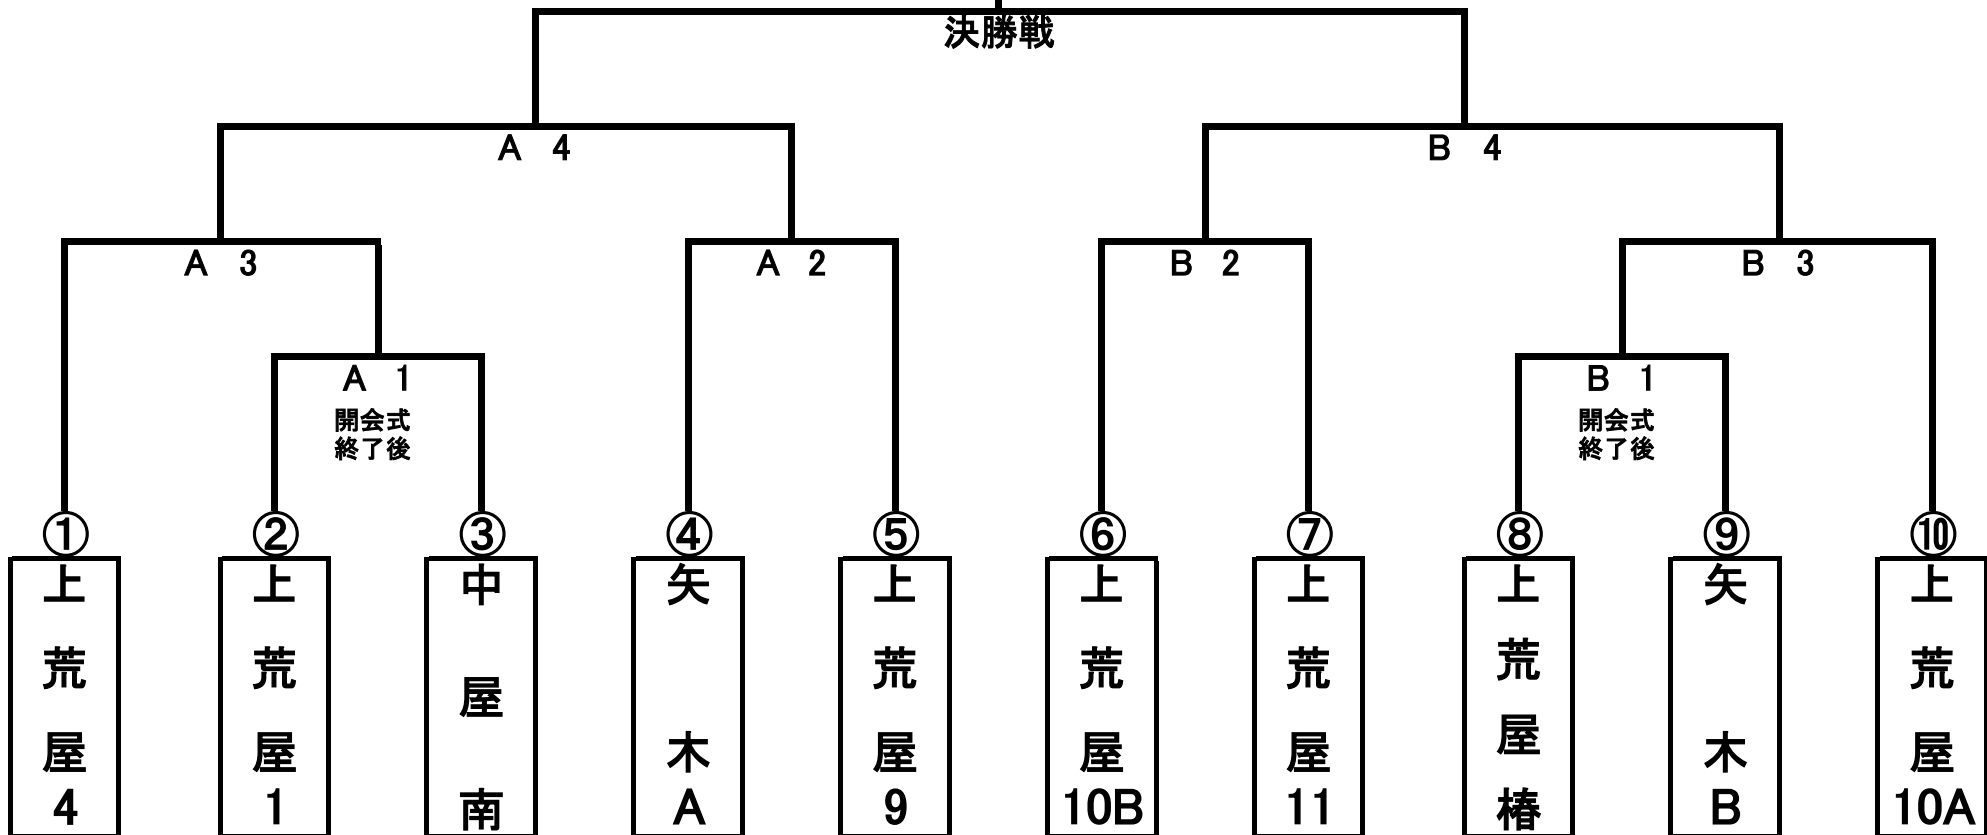 決勝戦
A 4
B 4
A 3
A 2
B 2
B 3
A 1
開会式
終了後
B 1
開会式
終了後
①
②
③
④
⑤
⑥
⑦
⑧
⑨
⑩
上荒屋4
上荒屋1
中屋南
矢木A
上荒屋9
上荒屋10B
上荒屋11
上荒屋椿
矢木B
上荒屋10A